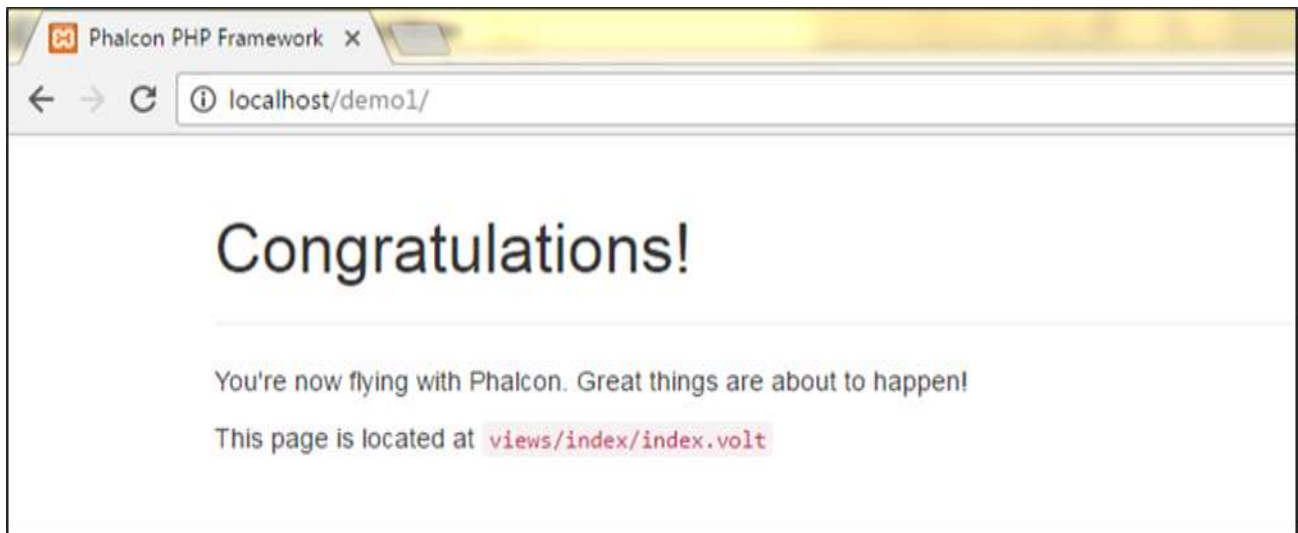 Phalcon PHP Framework
localhost/demo1/
Congratulations!
You're now flying with Phalcon. Great things are about to happen!
This page is located at views/index/index.volt